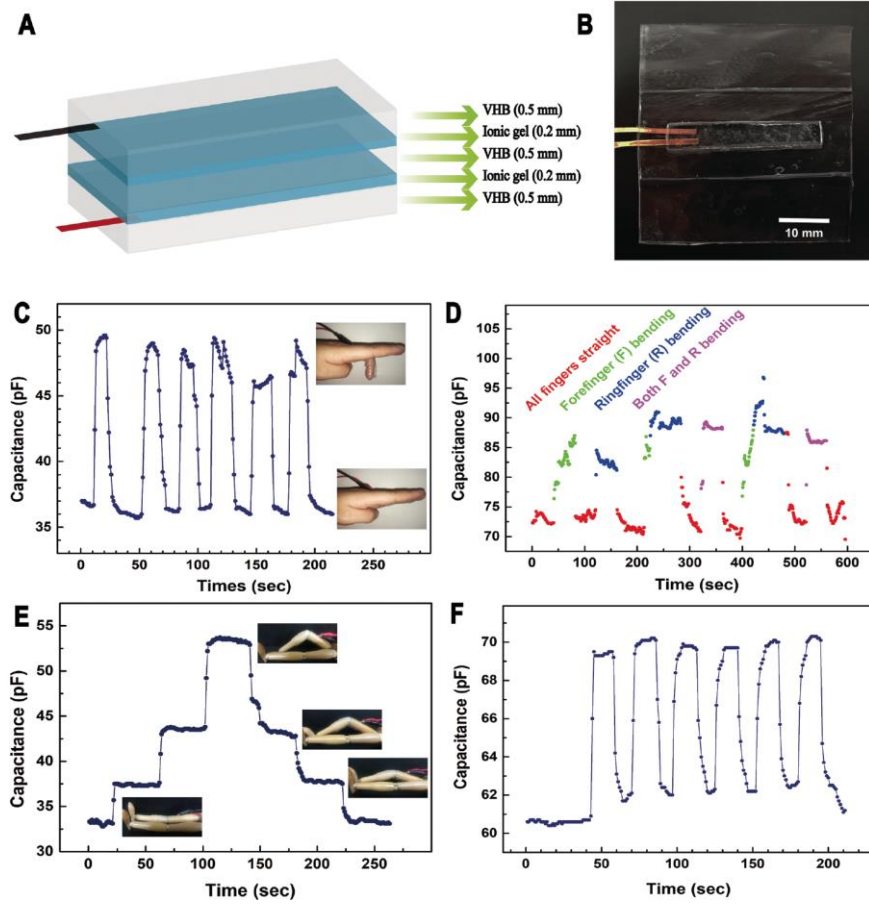 A
VHB (0.5 mm)
Ionic gel (0.2 mm)
VHB (0.5 mm)
Ionic gel (0.2 mm)
VHB (0.5 mm)
B
10 mm
C
50
45
40
35
Capacitance (pF)
0 50 100 150 200 250
Times (sec)
D
105
100
95
90
85
80
75
70
Capacitance (pF)
All fingers straight
Forefinger (F) bending
Ringfinger (R) bending
Both F and R bending
0 100 200 300 400 500 600
Time (sec)
E
55
50
45
40
35
30
Capacitance (pF)
0 50 100 150 200 250
Time (sec)
F
70
68
66
64
62
60
Capacitance (pF)
0 50 100 150 200
Time (sec)